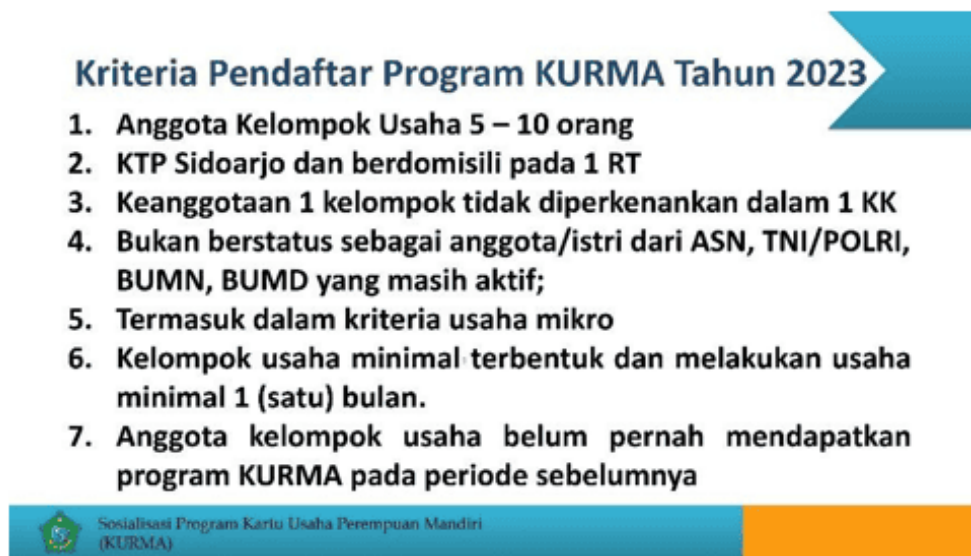 Kriteria Pendaftar Program KURMA Tahun 2023
1. Anggota Kelompok Usaha 5 – 10 orang
2. KTP Sidoarjo dan berdomisili pada 1 RT
3. Keanggotaan 1 kelompok tidak diperkenankan dalam 1 KK
4. Bukan berstatus sebagai anggota/istri dari ASN, TNI/POLRI,
BUMN, BUMD yang masih aktif;
5. Termasuk dalam kriteria usaha mikro
6. Kelompok usaha minimal terbentuk dan melakukan usaha
minimal 1 (satu) bulan.
7. Anggota kelompok usaha belum pernah mendapatkan
program KURMA pada periode sebelumnya
Sosialisasi Program Kartu Usaha Perempuan Mandiri
(KURMA)